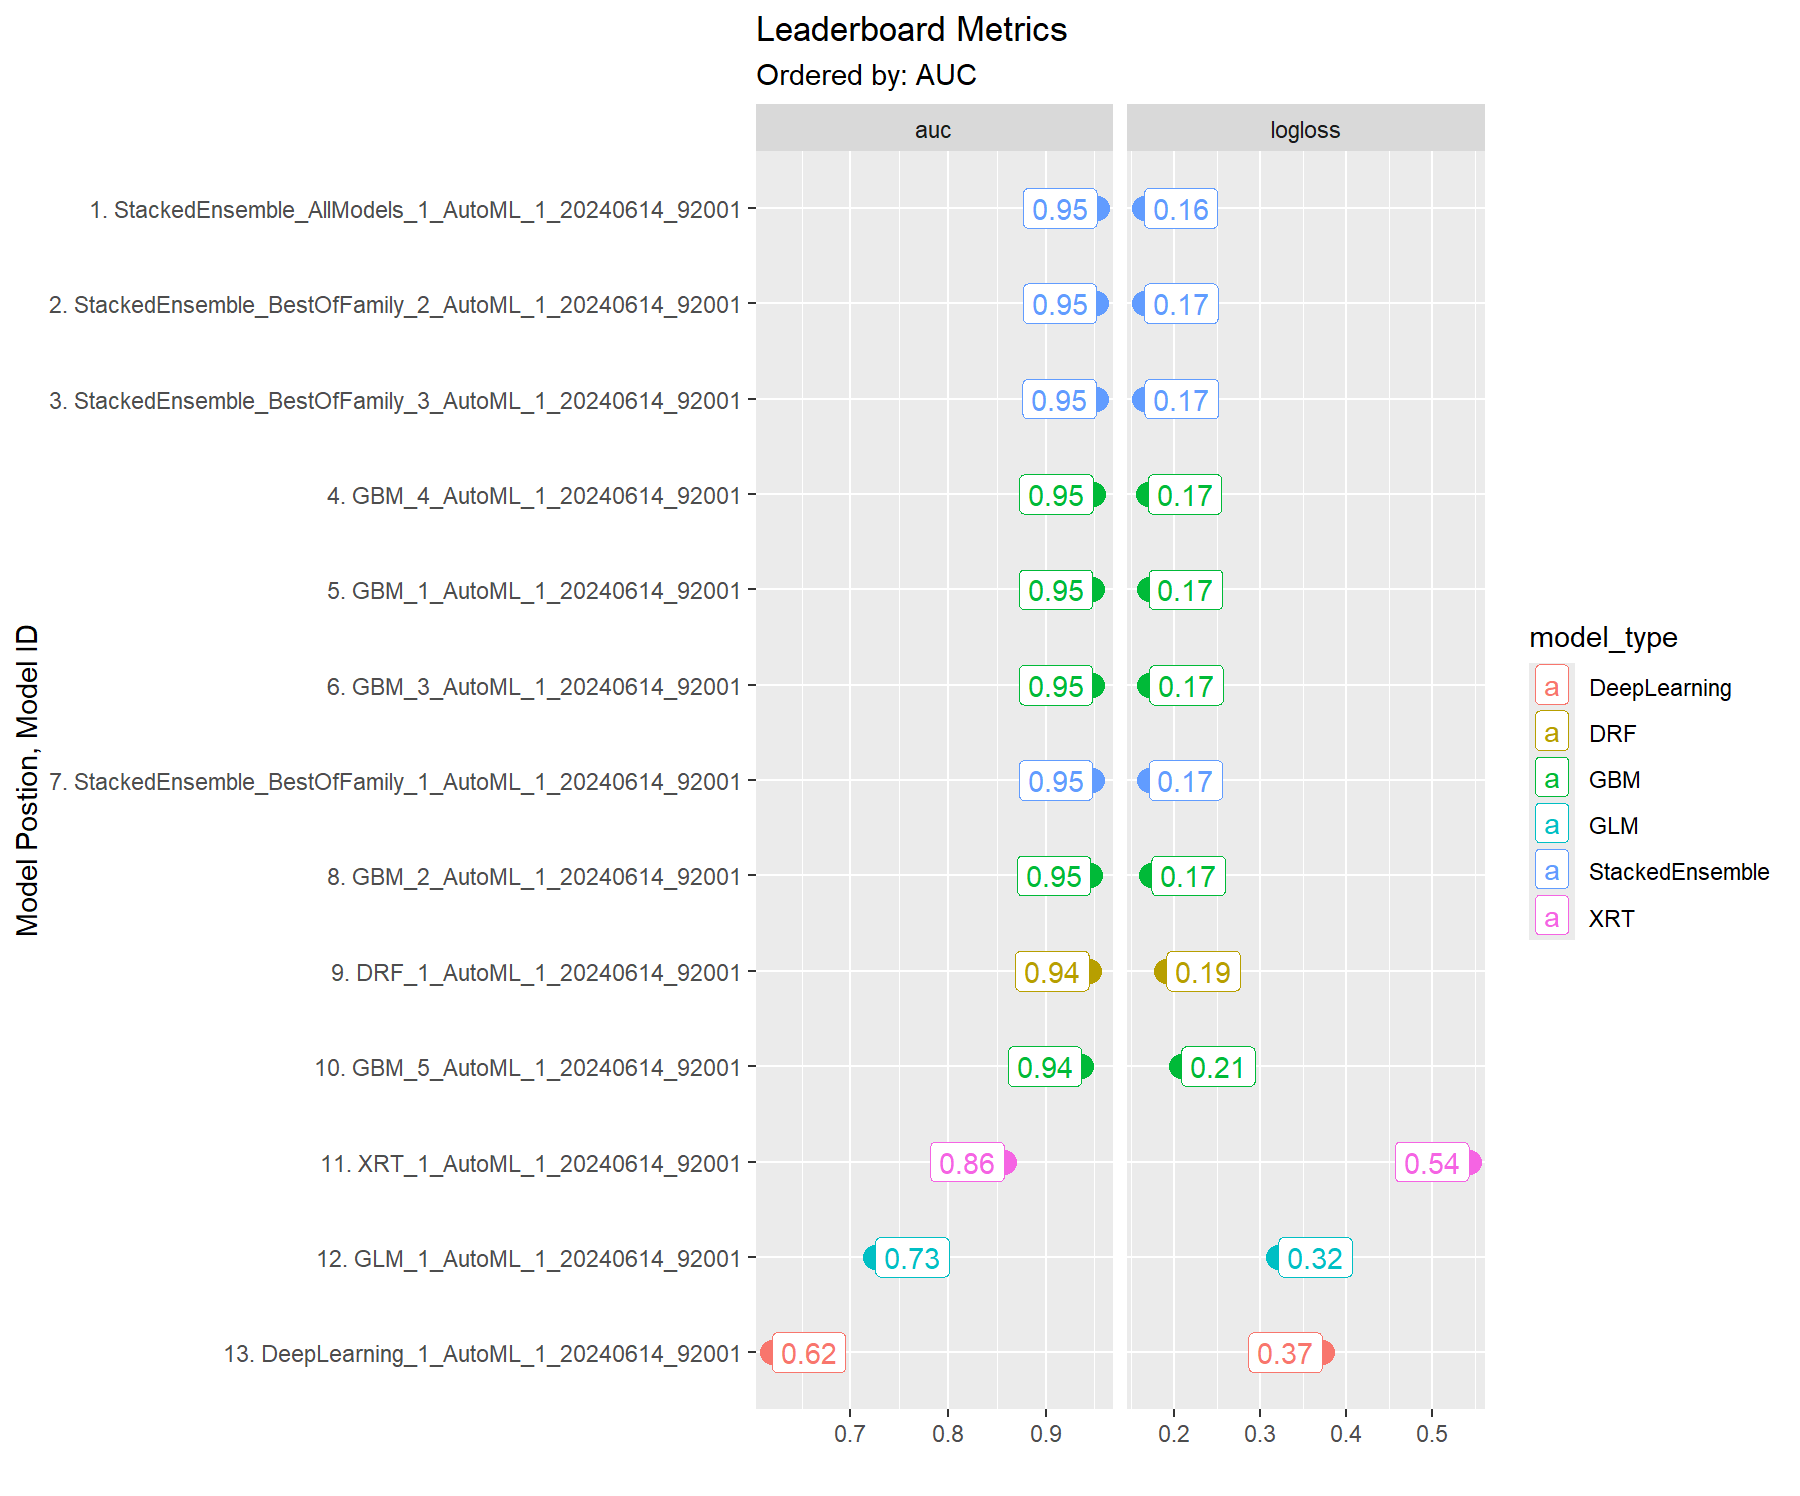 Leaderboard Metrics
Ordered by: AUC
auc logloss
1. StackedEnsemble_AllModels_1_AutoML_1_20240614_92001 0.95 0.16
2. StackedEnsemble_BestOfFamily_2_AutoML_1_20240614_92001 0.95 0.17
3. StackedEnsemble_BestOfFamily_3_AutoML_1_20240614_92001 0.95 0.17
4. GBM_4_AutoML_1_20240614_92001 0.95 0.17
5. GBM_1_AutoML_1_20240614_92001 0.95 0.17
6. GBM_3_AutoML_1_20240614_92001 0.95 0.17
7. StackedEnsemble_BestOfFamily_1_AutoML_1_20240614_92001 0.95 0.17
8. GBM_2_AutoML_1_20240614_92001 0.95 0.17
9. DRF_1_AutoML_1_20240614_92001 0.94 0.19
10. GBM_5_AutoML_1_20240614_92001 0.94 0.21
11. XRT_1_AutoML_1_20240614_92001 0.86 0.54
12. GLM_1_AutoML_1_20240614_92001 0.73 0.32
13. DeepLearning_1_AutoML_1_20240614_92001 0.62 0.37
0.7 0.8 0.9 0.2 0.3 0.4 0.5
Model Postion, Model ID
model_type
a DeepLearning
a DRF
a GBM
a GLM
a StackedEnsemble
a XRT